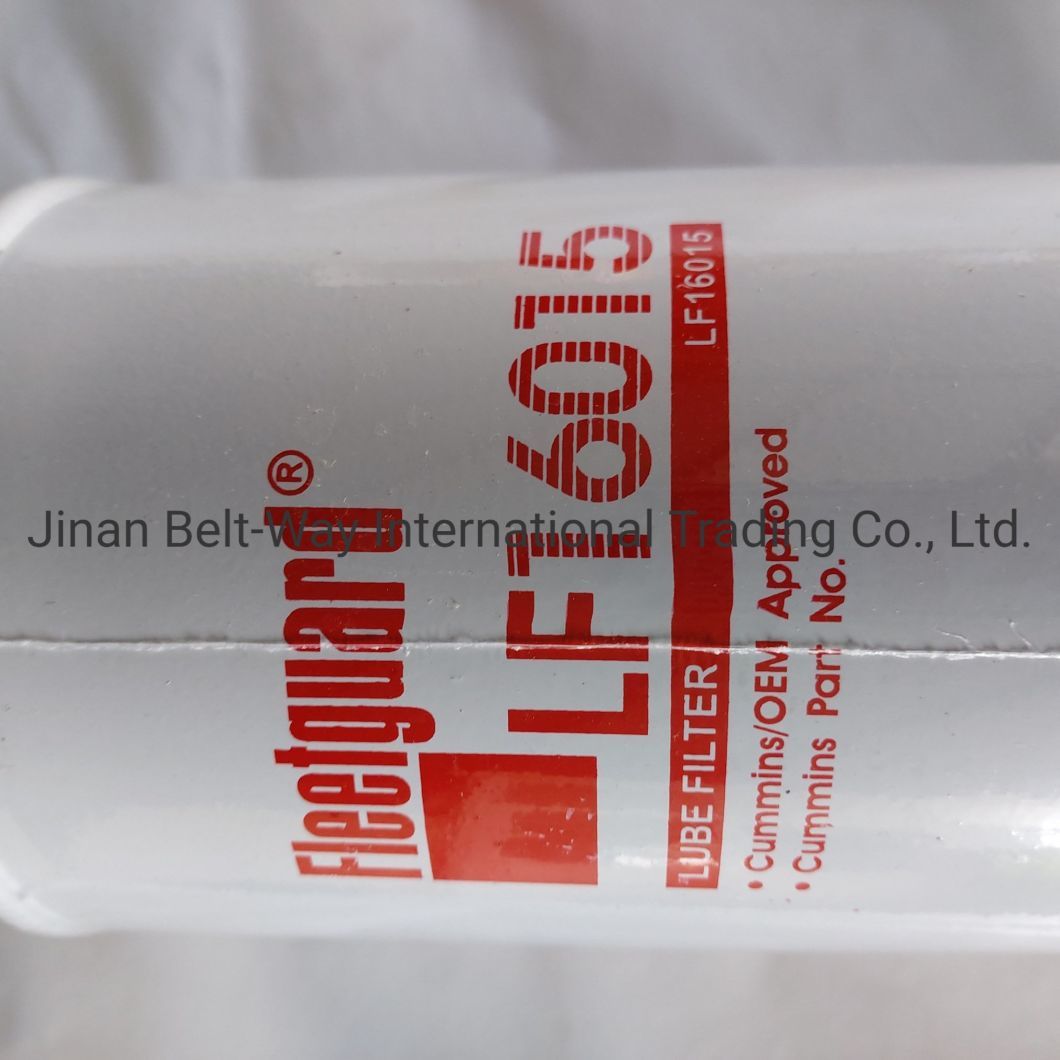 Fleetguard®
LF16015
LUBE FILTER LF16015
• Cummins/OEM Approved
• Cummins Part No.
Jinan Belt-Way International Trading Co., Ltd.